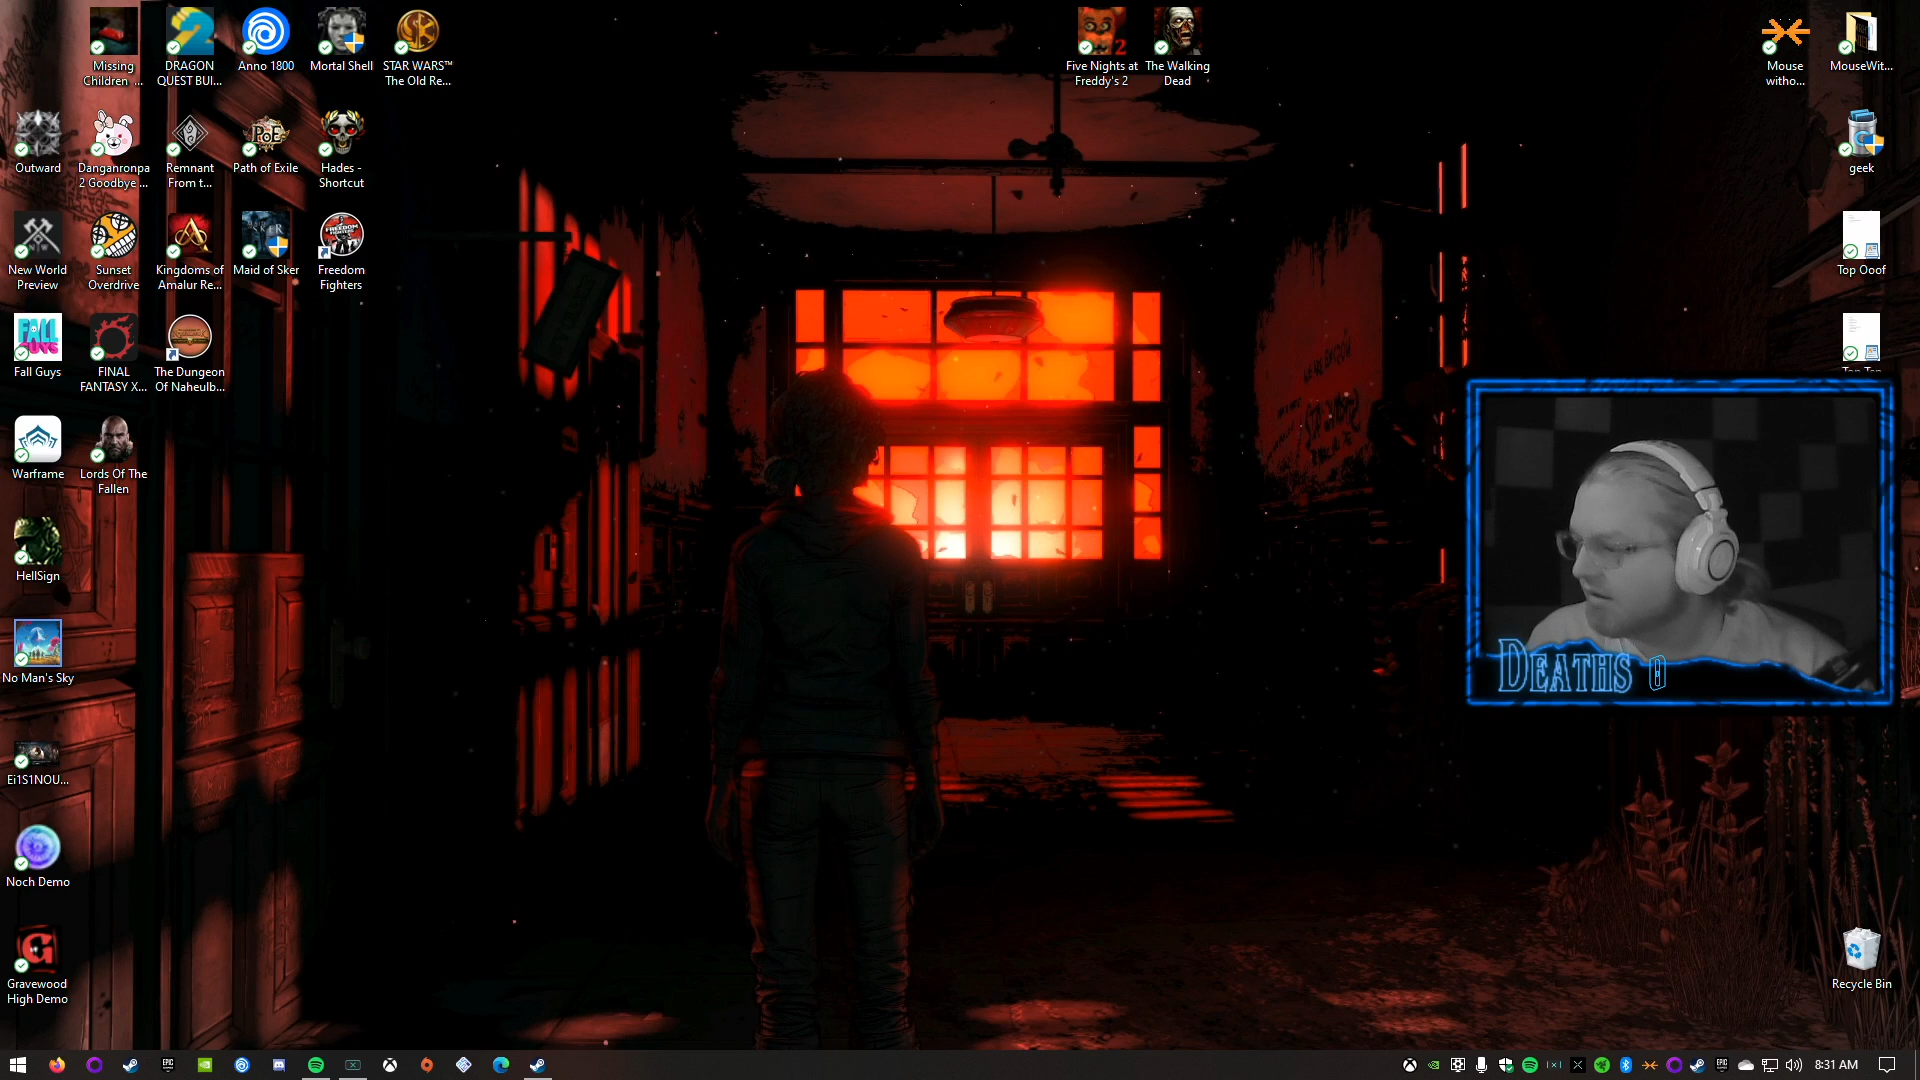 Missing
Children ...
DRAGON
QUEST BUI...
Anno 1800
Mortal Shell
STAR WARS™
The Old Re...
Five Nights at
Freddy's 2
The Walking
Dead
Mouse
witho...
MouseWit...
Outward
Danganronpa
2 Goodbye ...
Remnant
From t...
Path of Exile
Hades -
Shortcut
geek
New World
Preview
Sunset
Overdrive
Kingdoms of
Amalur Re...
Maid of Sker
Freedom
Fighters
Top Ooof
Fall Guys
FINAL
FANTASY X...
The Dungeon
Of Naheulb...
Warframe
Lords Of The
Fallen
HellSign
No Man's Sky
DEATHS 0
Ei1S1NOU...
Noch Demo
Gravewood
High Demo
Recycle Bin
8:31 AM